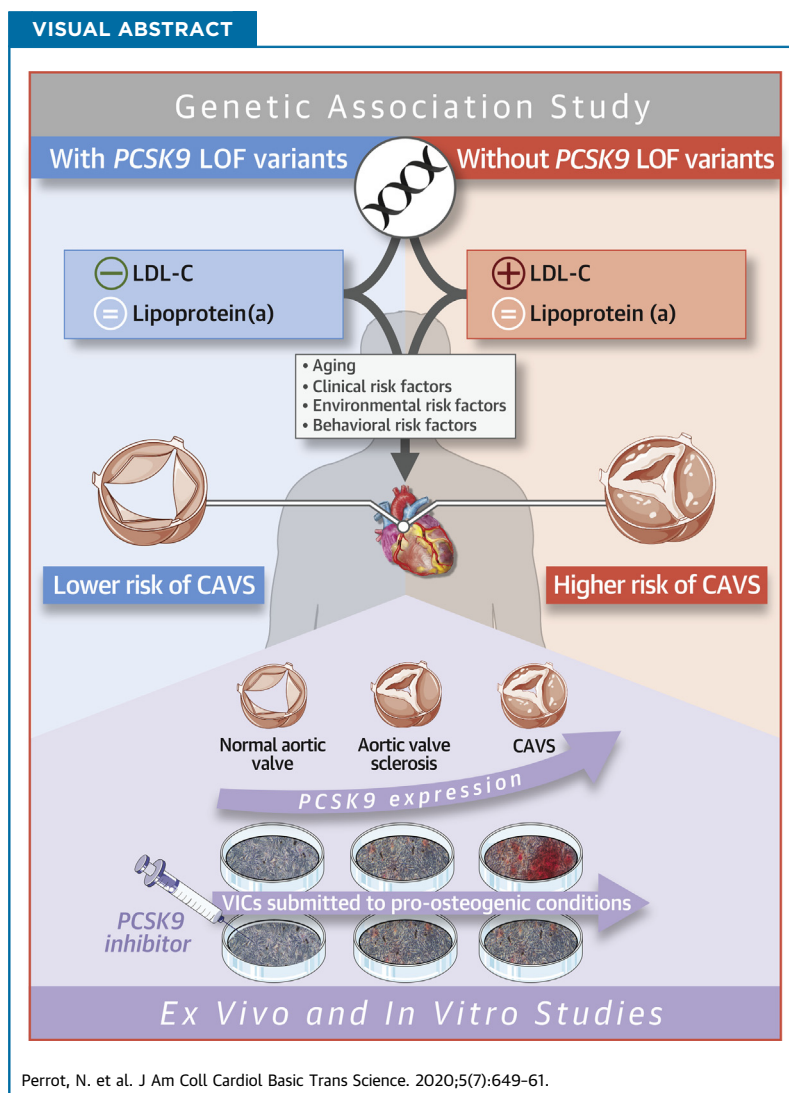 VISUAL ABSTRACT
Genetic Association Study
With PCSK9 LOF variants
Without PCSK9 LOF variants
− LDL-C
= Lipoprotein(a)
+ LDL-C
= Lipoprotein (a)
• Aging
• Clinical risk factors
• Environmental risk factors
• Behavioral risk factors
Lower risk of CAVS
Higher risk of CAVS
Normal aortic
valve
Aortic valve
sclerosis
CAVS
PCSK9 expression
VICs submitted to pro-osteogenic conditions
PCSK9
inhibitor
Ex Vivo and In Vitro Studies
Perrot, N. et al. J Am Coll Cardiol Basic Trans Science. 2020;5(7):649–61.